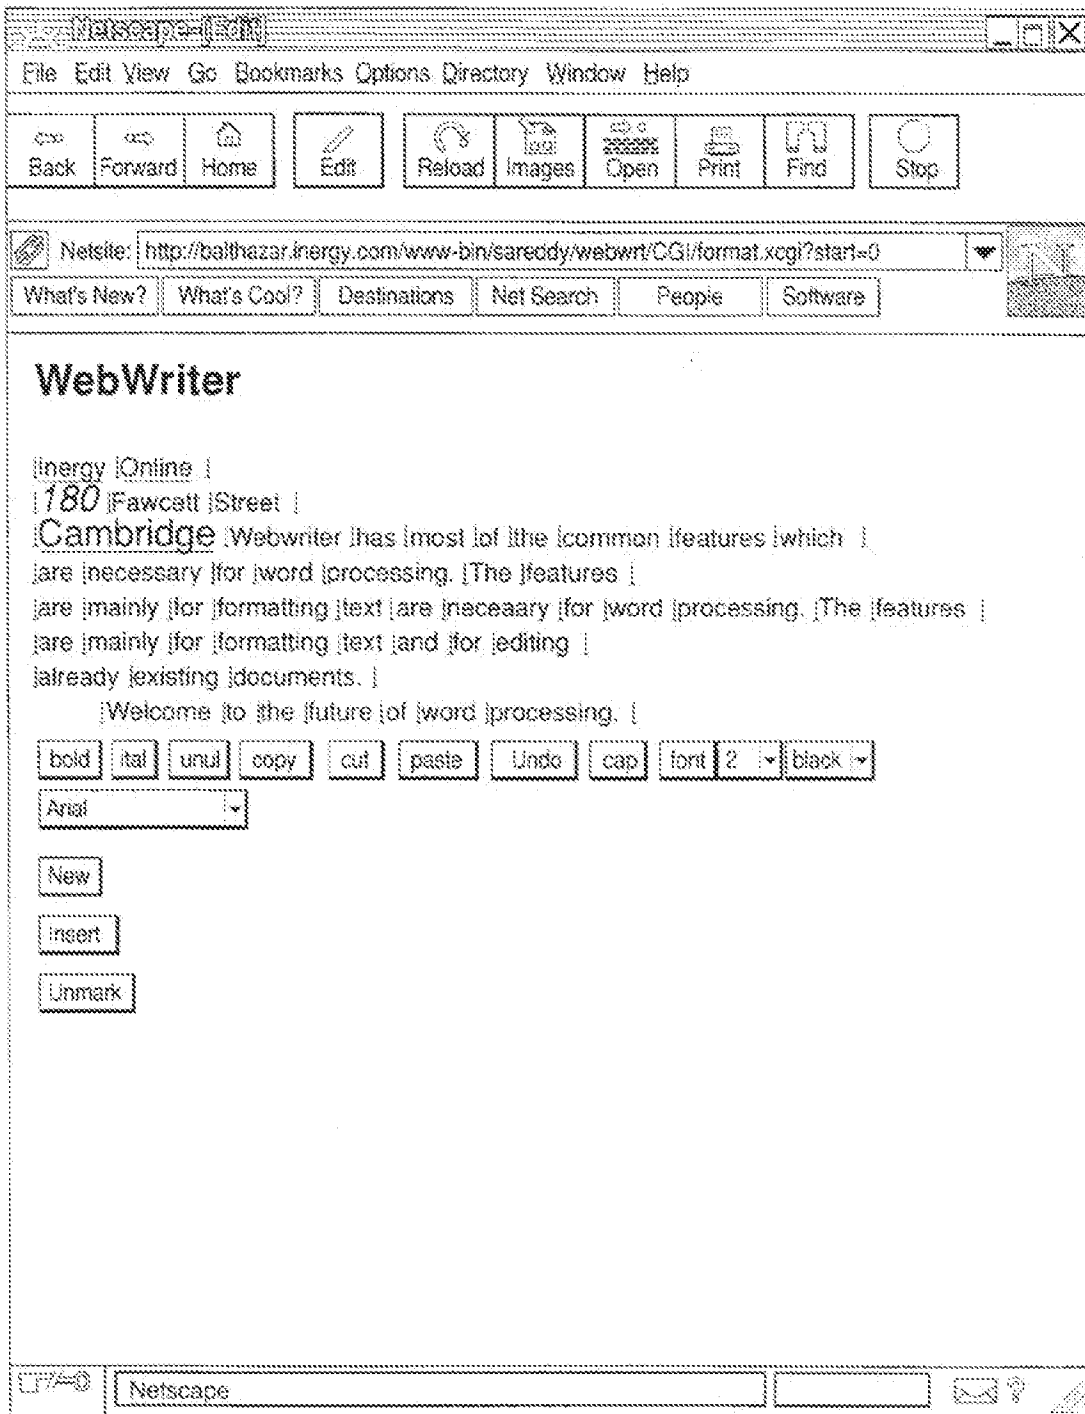 Netscape-[Edit]
File Edit View Go Bookmarks Options Directory Window Help
Back Forward Home Edit Reload Images Open Print Find Stop
Netsite: http://balthazar.inergy.com/www-bin/sareddy/webwrt/CGI/format.xcgi?start=0
What's New? What's Cool? Destinations Net Search People Software
WebWriter
|Inergy |Online |
|180 |Fawcett |Street |
|Cambridge |Webwriter |has |most |of |the |common |features |which |
|are |necessary |for |word |processing. |The |features |
|are |mainly |for |formatting |text |are |neceaary |for |word |processing. |The |features |
|are |mainly |for |formatting |text |and |for |editing |
|already |existing |documents. |
|Welcome |to |the |future |of |word |processing. |
bold ital unul copy cut paste Undo cap font 2 black
Arial
New
insert
Unmark
Netscape